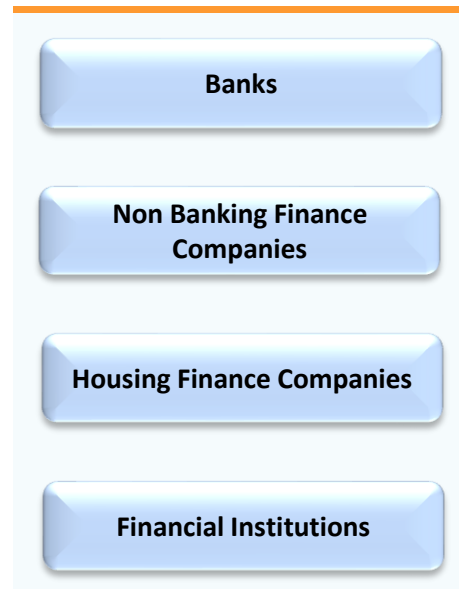 Banks
Non Banking Finance
Companies
Housing Finance Companies
Financial Institutions